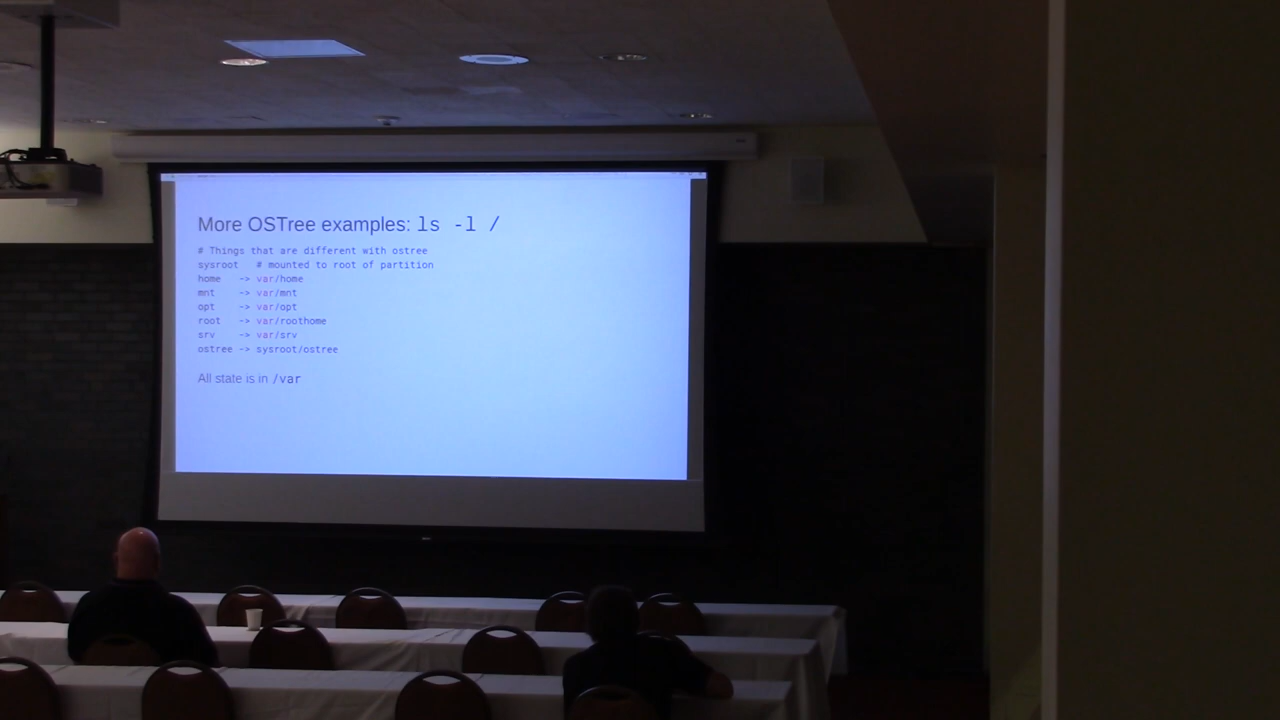 More OSTree examples: ls -l /
# Things that are different with ostree
sysroot   # mounted to root of partition
home   -> var/home
mnt    -> var/mnt
opt    -> var/opt
root   -> var/roothome
srv    -> var/srv
ostree -> sysroot/ostree
All state is in /var